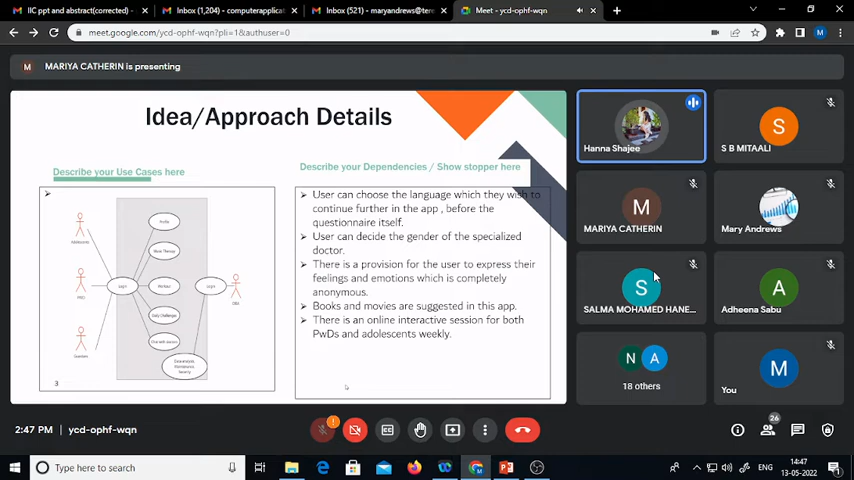 IIC ppt and abstract(corrected) -
Inbox (1,204) - computerapplicat
Inbox (521) - maryandrews@tere
Meet - ycd-ophf-wqn
meet.google.com/ycd-ophf-wqn?pli=1&authuser=0
M
M
MARIYA CATHERIN is presenting
Idea/Approach Details
Describe your Use Cases here
Describe your Dependencies / Show stopper here
User can choose the language which they wish to
continue further in the app , before the
questionnaire itself.
User can decide the gender of the specialized
doctor.
There is a provision for the user to express their
feelings and emotions which is completely
anonymous.
Books and movies are suggested in this app.
There is an online interactive session for both
PwDs and adolescents weekly.
Login
Workout
Daily Challenges
3
Hanna Shajee
S
S B MITAALI
M
MARIYA CATHERIN
Mary Andrews
S
SALMA MOHAMED HANE...
A
Adheena Sabu
N A
18 others
M
You
2:47 PM
ycd-ophf-wqn
26
Type here to search
ENG
14:47
13-05-2022